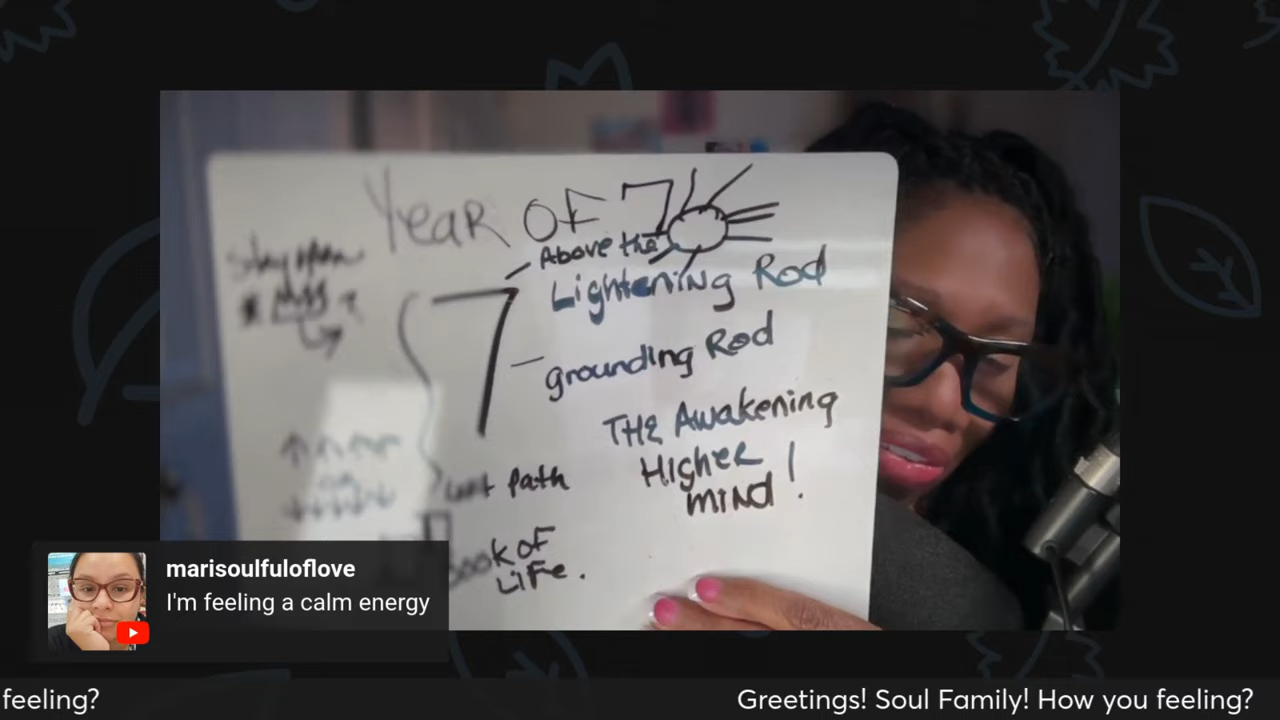 Year OF 7
Above the
Lightening Rod
grounding Rod
THE Awakening
Higher
mind!
Path
Book of
Life.
marisoulfuloflove
I'm feeling a calm energy
feeling?
Greetings! Soul Family! How you feeling?